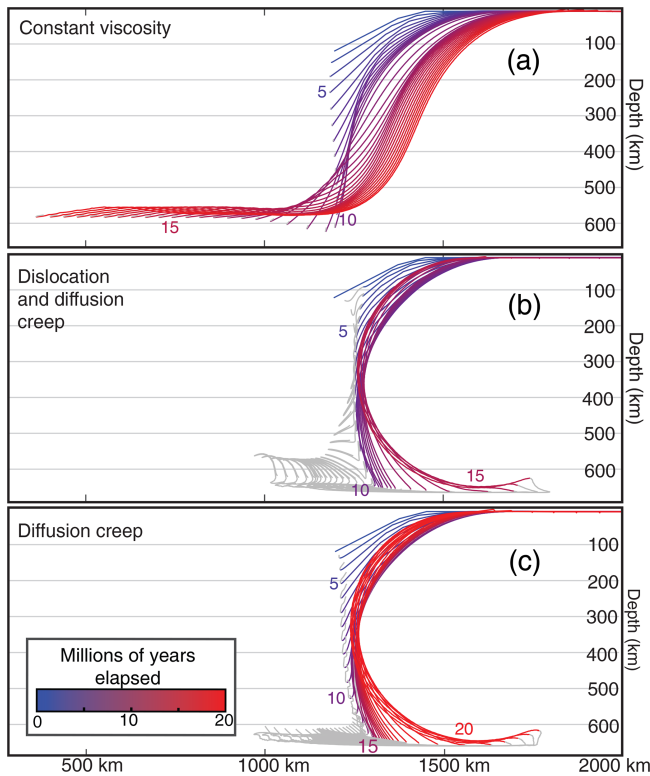 Constant viscosity
(a)
100
200
300
400
500
600
Depth (km)
5
10
15
Dislocation
and diffusion
creep
(b)
100
200
300
400
500
600
Depth (km)
5
10
15
Diffusion creep
(c)
100
200
300
400
500
600
Depth (km)
5
10
15
20
Millions of years
elapsed
0 10 20
500 km 1000 km 1500 km 2000 km